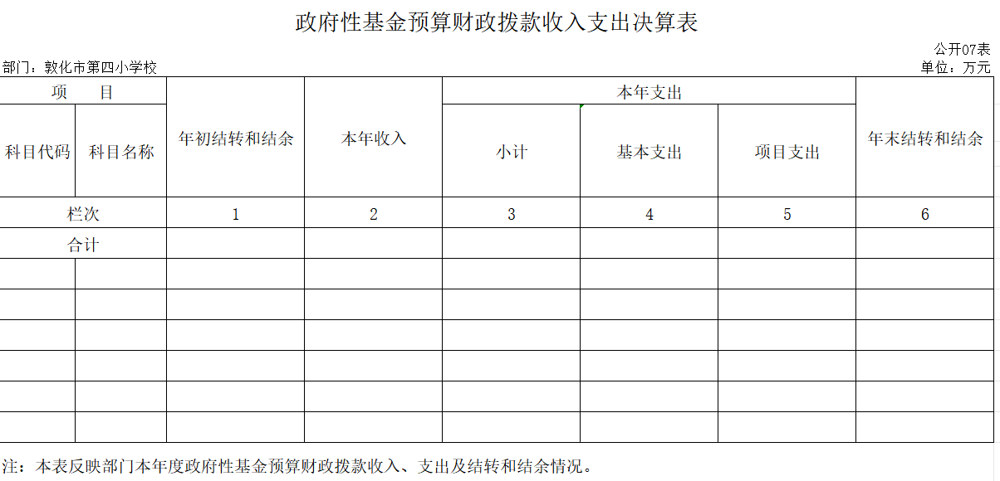 政府性基金预算财政拨款收入支出决算表
公开07表
部门：敦化市第四小学校 单位：万元
项 目 年初结转和结余 本年收入 本年支出 年末结转和结余
科目代码 科目名称 小计 基本支出 项目支出
栏次 1 2 3 4 5 6
合计
注：本表反映部门本年度政府性基金预算财政拨款收入、支出及结转和结余情况。